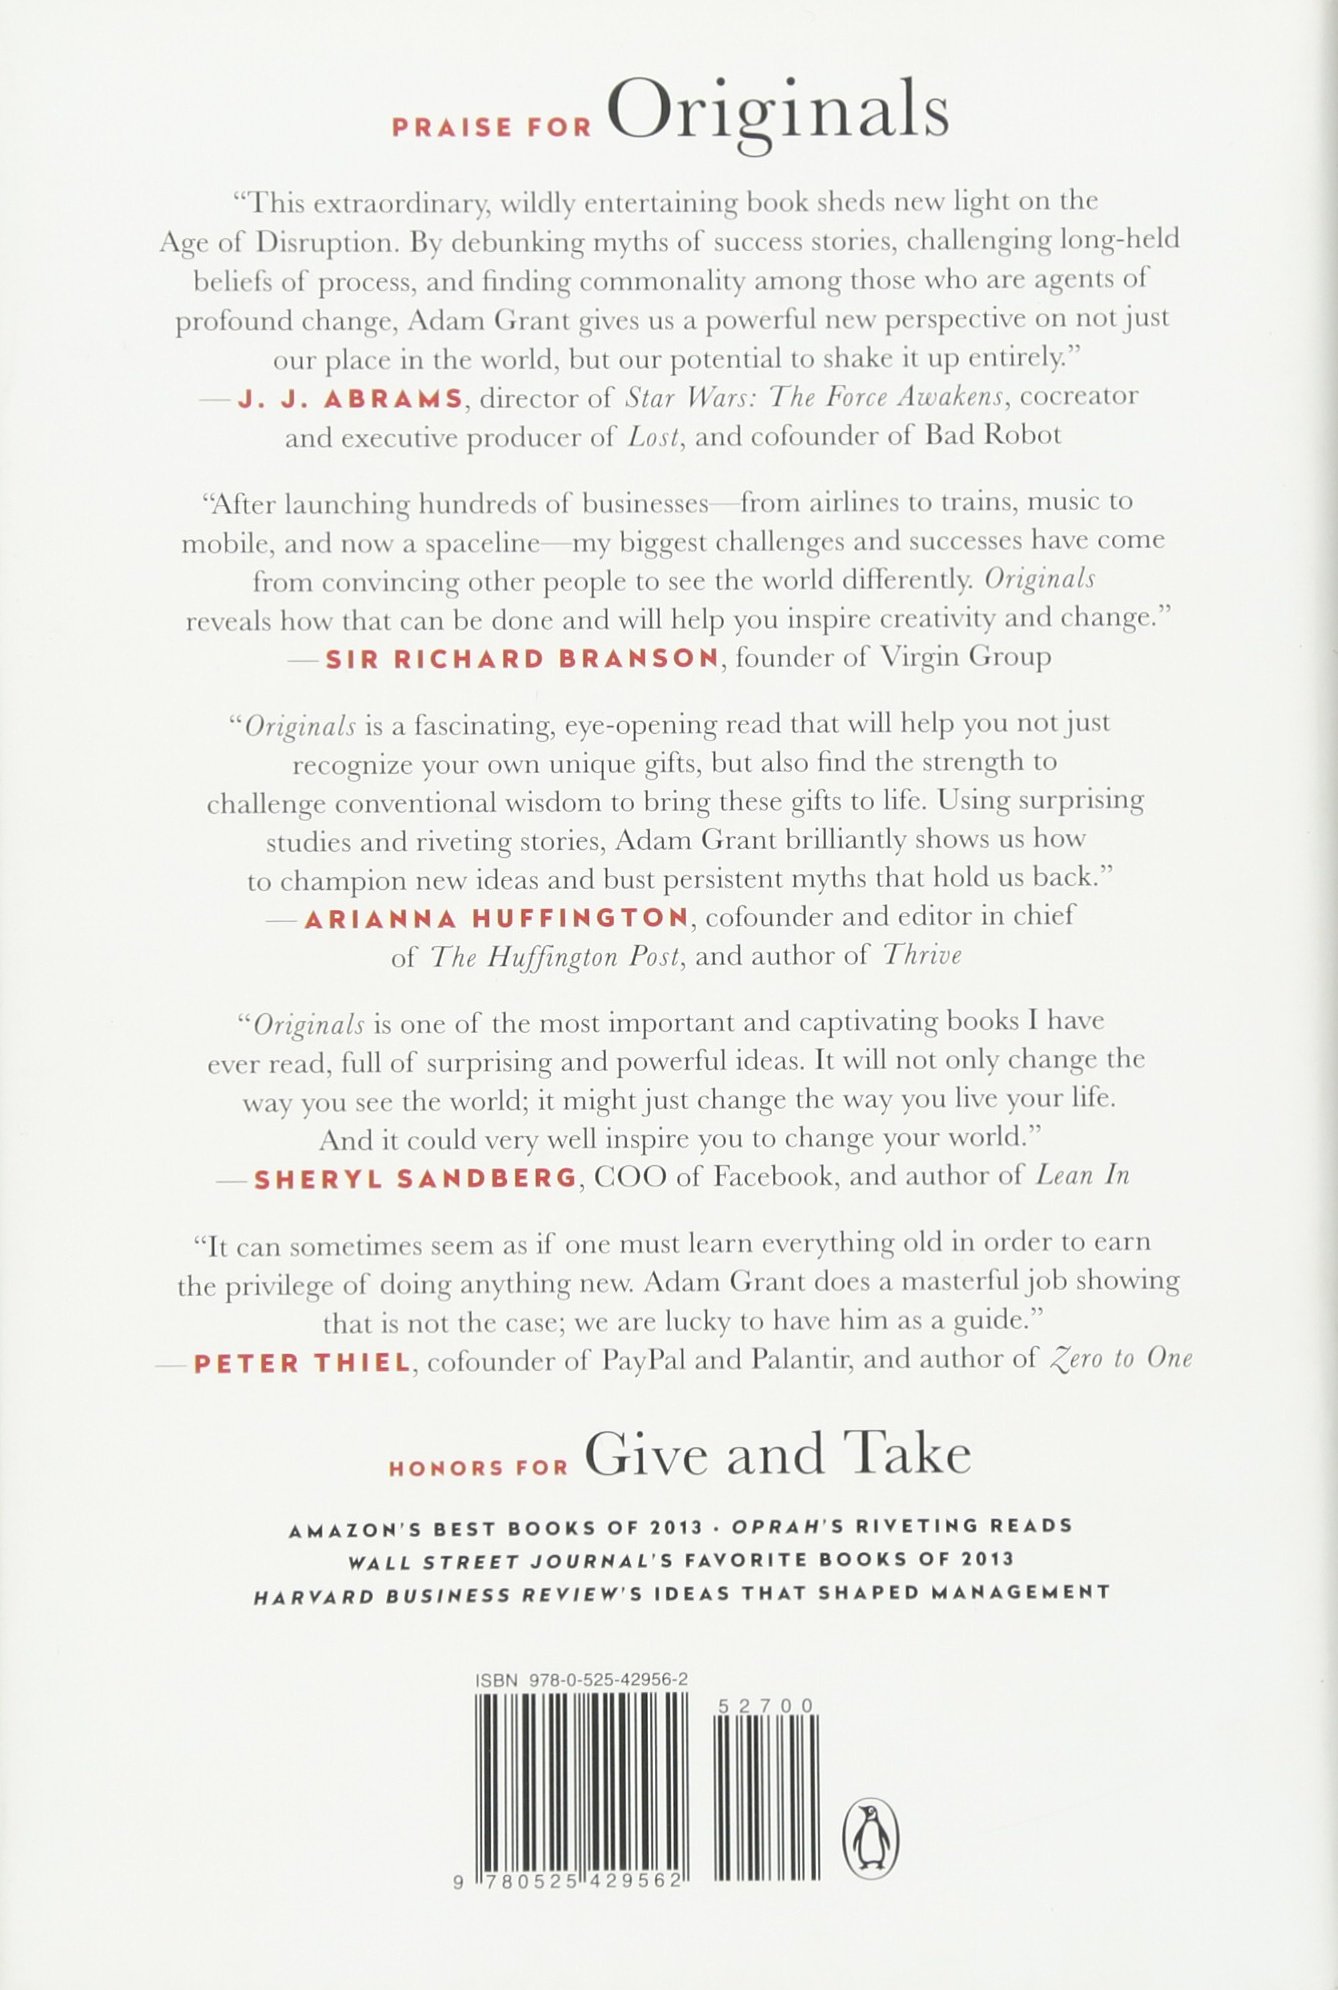 PRAISE FOR Originals
“This extraordinary, wildly entertaining book sheds new light on the
Age of Disruption. By debunking myths of success stories, challenging long-held
beliefs of process, and finding commonality among those who are agents of
profound change, Adam Grant gives us a powerful new perspective on not just
our place in the world, but our potential to shake it up entirely.”
—J. J. ABRAMS, director of Star Wars: The Force Awakens, cocreator
and executive producer of Lost, and cofounder of Bad Robot
“After launching hundreds of businesses—from airlines to trains, music to
mobile, and now a spaceline—my biggest challenges and successes have come
from convincing other people to see the world differently. Originals
reveals how that can be done and will help you inspire creativity and change.”
—SIR RICHARD BRANSON, founder of Virgin Group
“Originals is a fascinating, eye-opening read that will help you not just
recognize your own unique gifts, but also find the strength to
challenge conventional wisdom to bring these gifts to life. Using surprising
studies and riveting stories, Adam Grant brilliantly shows us how
to champion new ideas and bust persistent myths that hold us back.”
—ARIANNA HUFFINGTON, cofounder and editor in chief
of The Huffington Post, and author of Thrive
“Originals is one of the most important and captivating books I have
ever read, full of surprising and powerful ideas. It will not only change the
way you see the world; it might just change the way you live your life.
And it could very well inspire you to change your world.”
—SHERYL SANDBERG, COO of Facebook, and author of Lean In
“It can sometimes seem as if one must learn everything old in order to earn
the privilege of doing anything new. Adam Grant does a masterful job showing
that is not the case; we are lucky to have him as a guide.”
—PETER THIEL, cofounder of PayPal and Palantir, and author of Zero to One
HONORS FOR Give and Take
AMAZON'S BEST BOOKS OF 2013 · OPRAH'S RIVETING READS
WALL STREET JOURNAL'S FAVORITE BOOKS OF 2013
HARVARD BUSINESS REVIEW'S IDEAS THAT SHAPED MANAGEMENT
ISBN 978-0-525-42956-2
52700
9 780525 429562